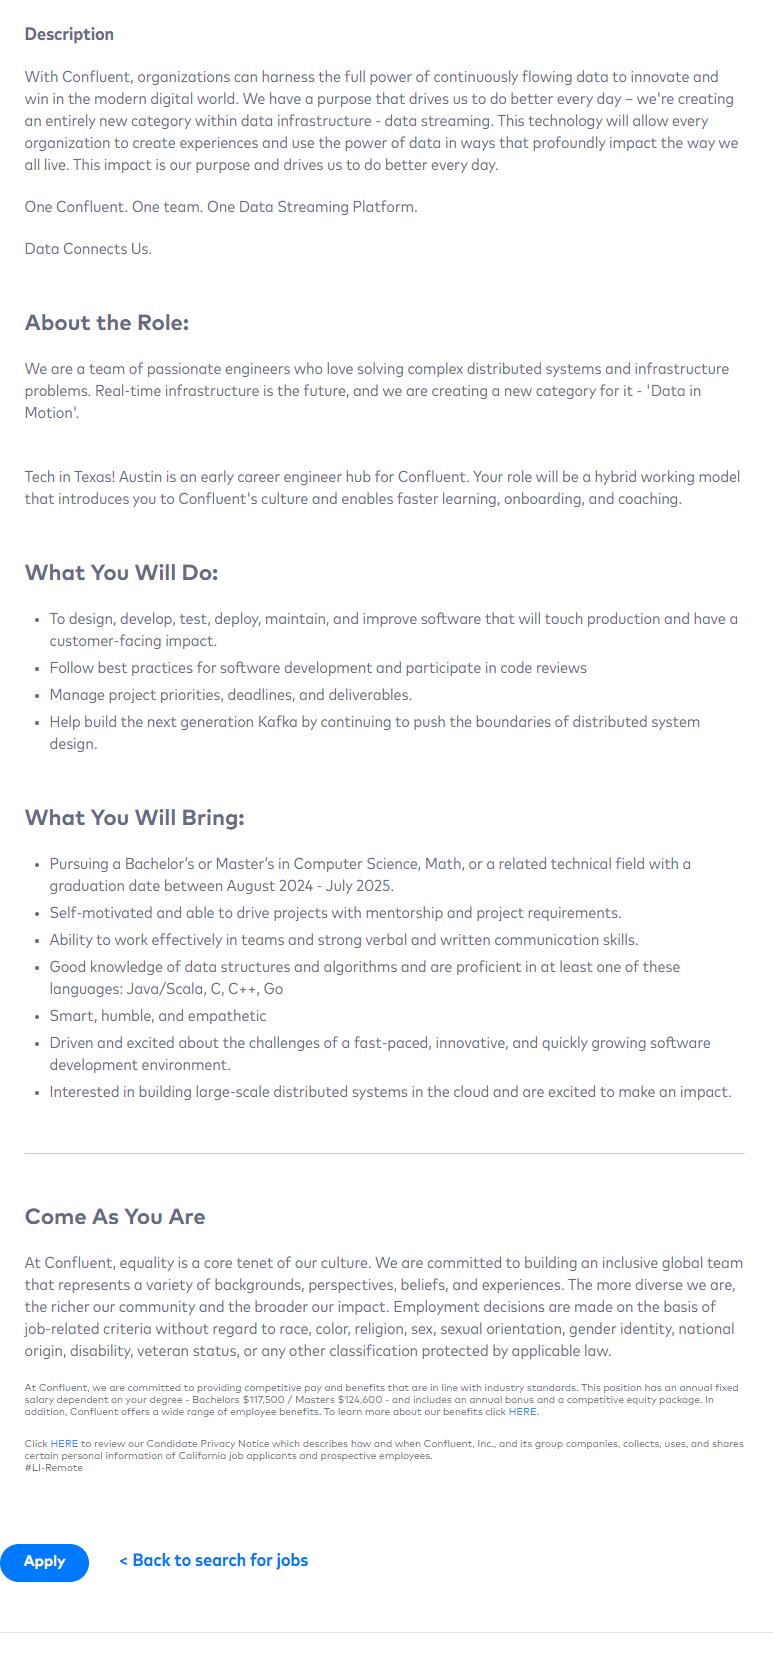 Description
With Confluent, organizations can harness the full power of continuously flowing data to innovate and
win in the modern digital world. We have a purpose that drives us to do better every day – we're creating
an entirely new category within data infrastructure - data streaming. This technology will allow every
organization to create experiences and use the power of data in ways that profoundly impact the way we
all live. This impact is our purpose and drives us to do better every day.
One Confluent. One team. One Data Streaming Platform.
Data Connects Us.
About the Role:
We are a team of passionate engineers who love solving complex distributed systems and infrastructure
problems. Real-time infrastructure is the future, and we are creating a new category for it - 'Data in
Motion'.
Tech in Texas! Austin is an early career engineer hub for Confluent. Your role will be a hybrid working model
that introduces you to Confluent's culture and enables faster learning, onboarding, and coaching.
What You Will Do:
• To design, develop, test, deploy, maintain, and improve software that will touch production and have a
customer-facing impact.
• Follow best practices for software development and participate in code reviews
• Manage project priorities, deadlines, and deliverables.
• Help build the next generation Kafka by continuing to push the boundaries of distributed system
design.
What You Will Bring:
• Pursuing a Bachelor’s or Master’s in Computer Science, Math, or a related technical field with a
graduation date between August 2024 - July 2025.
• Self-motivated and able to drive projects with mentorship and project requirements.
• Ability to work effectively in teams and strong verbal and written communication skills.
• Good knowledge of data structures and algorithms and are proficient in at least one of these
languages: Java/Scala, C, C++, Go
• Smart, humble, and empathetic
• Driven and excited about the challenges of a fast-paced, innovative, and quickly growing software
development environment.
• Interested in building large-scale distributed systems in the cloud and are excited to make an impact.
Come As You Are
At Confluent, equality is a core tenet of our culture. We are committed to building an inclusive global team
that represents a variety of backgrounds, perspectives, beliefs, and experiences. The more diverse we are,
the richer our community and the broader our impact. Employment decisions are made on the basis of
job-related criteria without regard to race, color, religion, sex, sexual orientation, gender identity, national
origin, disability, veteran status, or any other classification protected by applicable law.
At Confluent, we are committed to providing competitive pay and benefits that are in line with industry standards. This position has an annual fixed
salary dependent on your degree - Bachelors $117,500 / Masters $124,600 - and includes an annual bonus and a competitive equity package. In
addition, Confluent offers a wide range of employee benefits. To learn more about our benefits click HERE.
Click HERE to review our Candidate Privacy Notice which describes how and when Confluent, Inc., and its group companies, collects, uses, and shares
certain personal information of California job applicants and prospective employees.
#LI-Remote
Apply
< Back to search for jobs